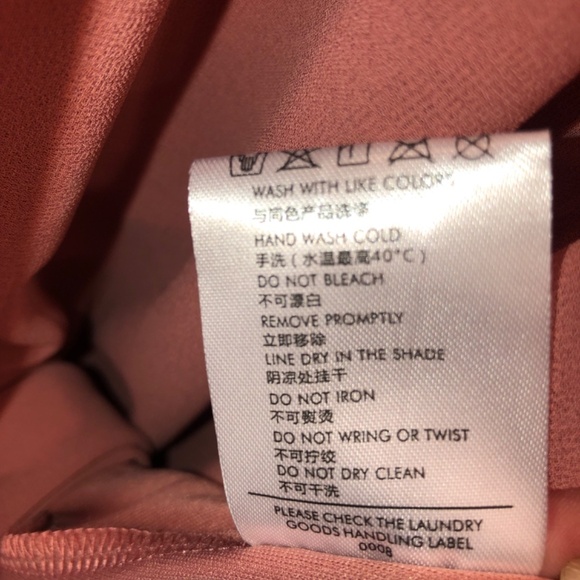 WASH WITH LIKE COLORS
与同色产品洗涤
HAND WASH COLD
手洗(水温最高40°C)
DO NOT BLEACH
不可漂白
REMOVE PROMPTLY
立即移除
LINE DRY IN THE SHADE
阴凉处挂干
DO NOT IRON
不可熨烫
DO NOT WRING OR TWIST
不可拧绞
DO NOT DRY CLEAN
不可干洗
PLEASE CHECK THE LAUNDRY
GOODS HANDLING LABEL
0008